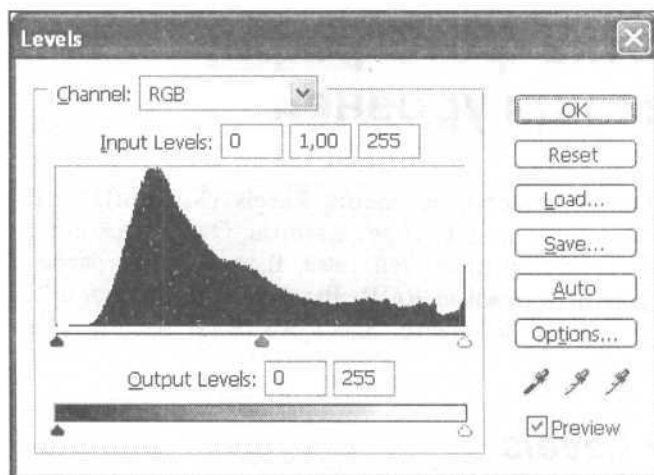 Levels
Channel: RGB
Input Levels: 0 1,00 255
Output Levels: 0 255
OK
Reset
Load...
Save...
Auto
Options...
Preview